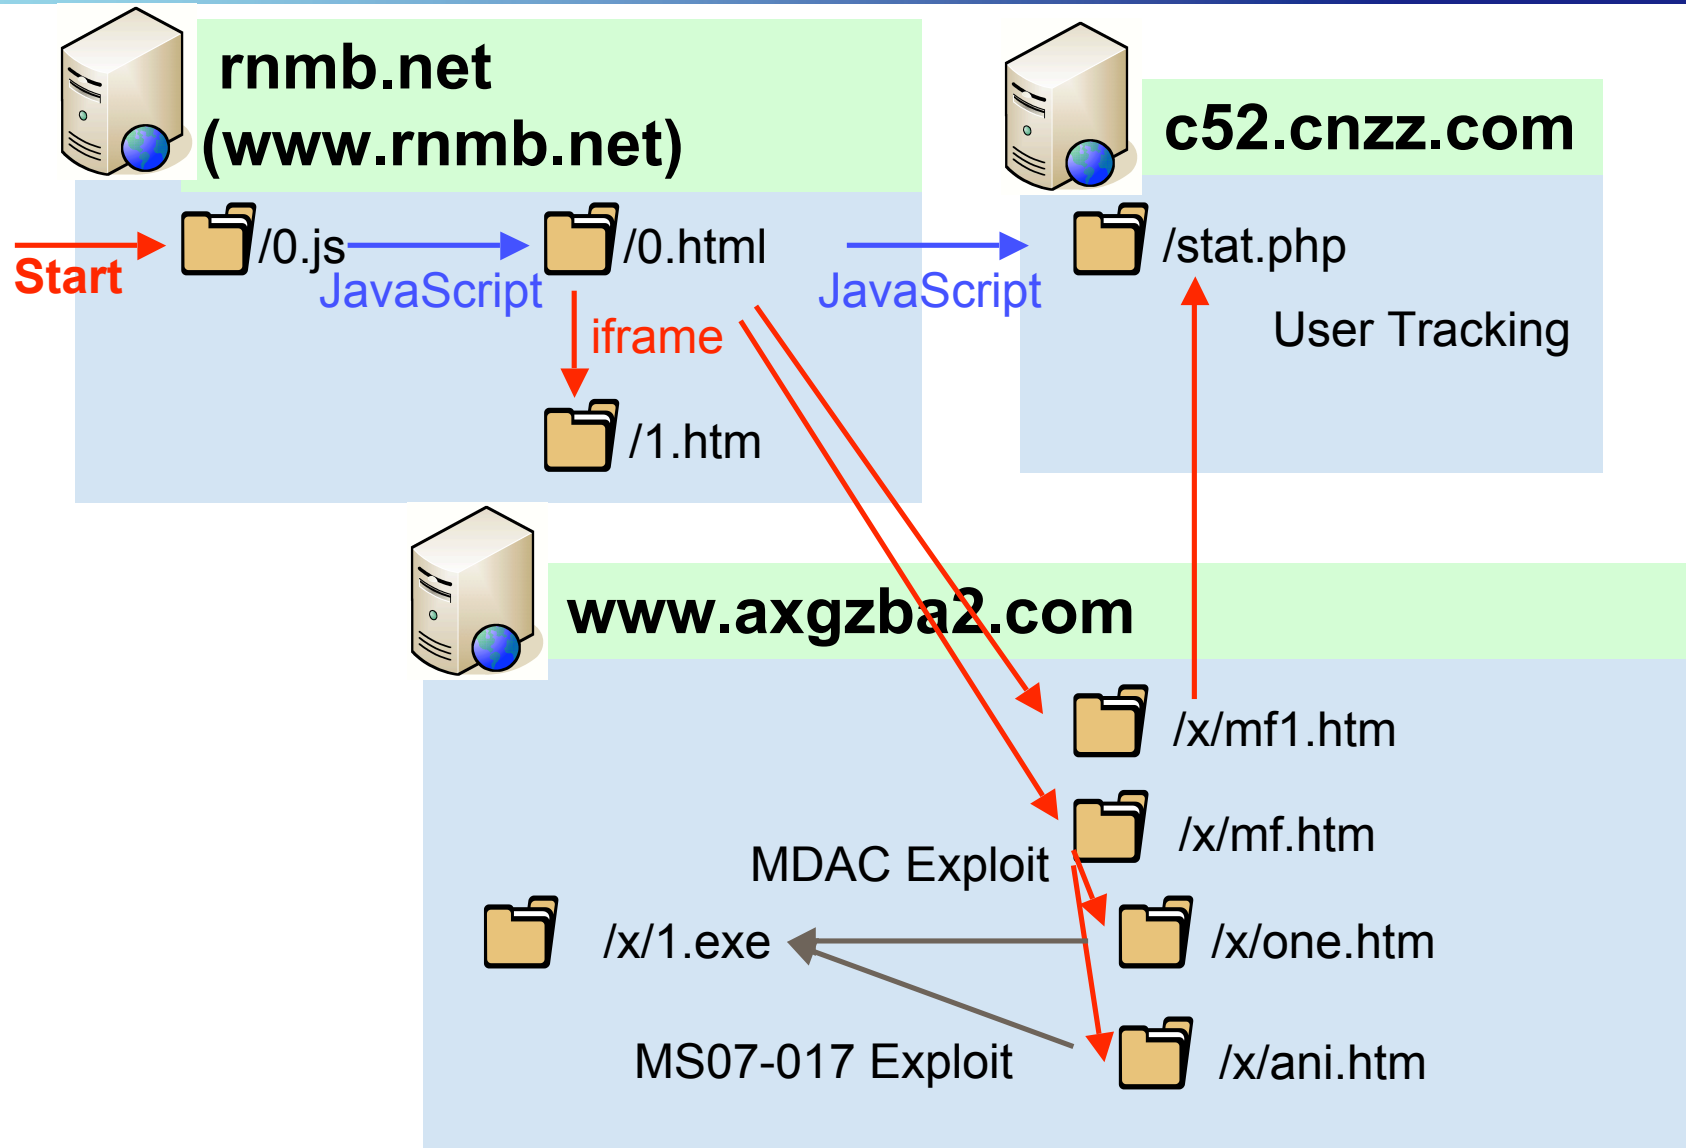 rnmb.net
(www.rnmb.net)
c52.cnzz.com
Start
/0.js
JavaScript
/0.html
JavaScript
/stat.php
iframe
User Tracking
/1.htm
www.axgzba2.com
/x/mf1.htm
/x/mf.htm
MDAC Exploit
/x/1.exe
/x/one.htm
MS07-017 Exploit
/x/ani.htm